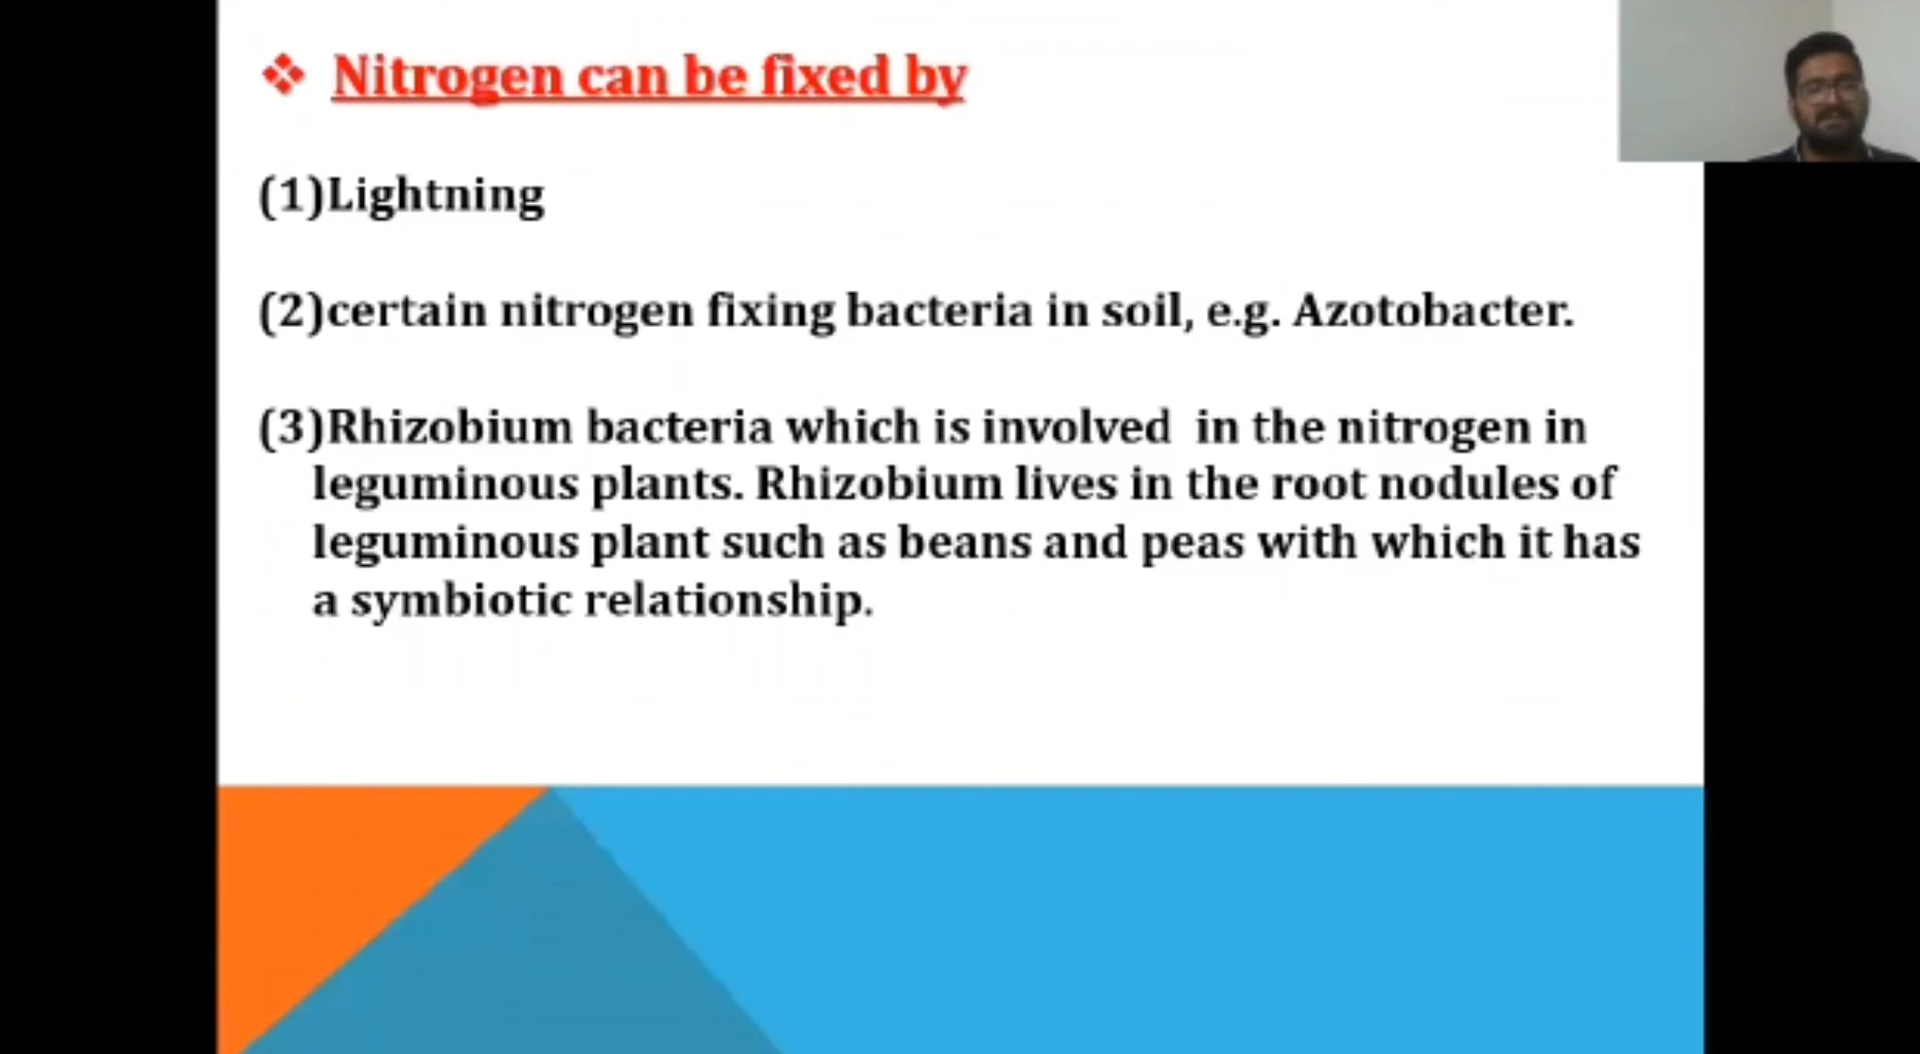 ❖ Nitrogen can be fixed by
(1)Lightning
(2)certain nitrogen fixing bacteria in soil, e.g. Azotobacter.
(3)Rhizobium bacteria which is involved  in the nitrogen in
leguminous plants. Rhizobium lives in the root nodules of
leguminous plant such as beans and peas with which it has
a symbiotic relationship.